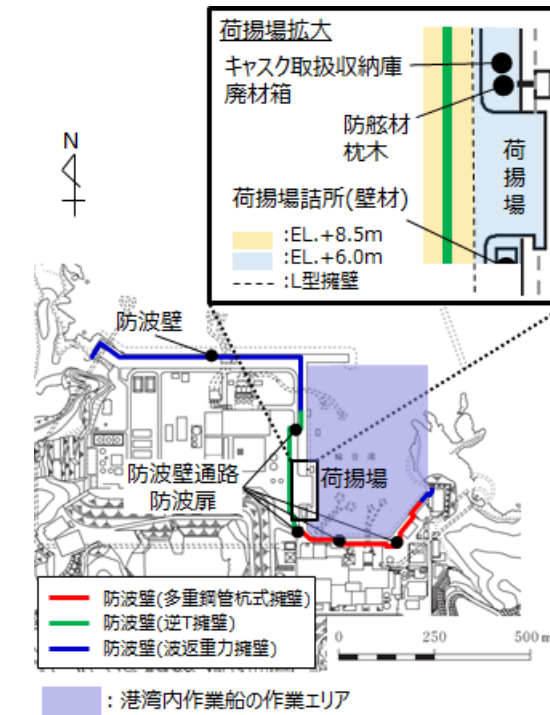 荷揚場拡大
キャスク取扱収納庫
廃材箱
防舷材
枕木
荷揚場
荷揚場詰所(壁材)
:EL.+8.5m
:EL.+6.0m
:L型擁壁
N
防波壁
防波壁通路
防波扉
荷揚場
輪谷湾
防波壁(多重鋼管杭式擁壁)
防波壁(逆T擁壁)
防波壁(波返重力擁壁)
0 250 500 m
:港湾内作業船の作業エリア